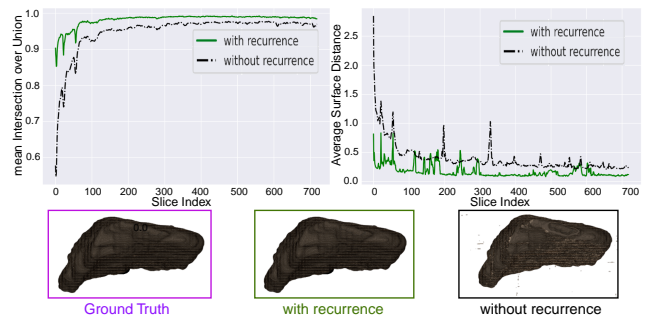 mean Intersection over Union
1.0
0.9
0.8
0.7
0.6
with recurrence
without recurrence
0 100 200 300 400 500 600 700
Slice Index
Average Surface Distance
2.5
2.0
1.5
1.0
0.5
0.0
with recurrence
without recurrence
0 100 200 300 400 500 600 700
Slice Index
0.0
Ground Truth
with recurrence
without recurrence